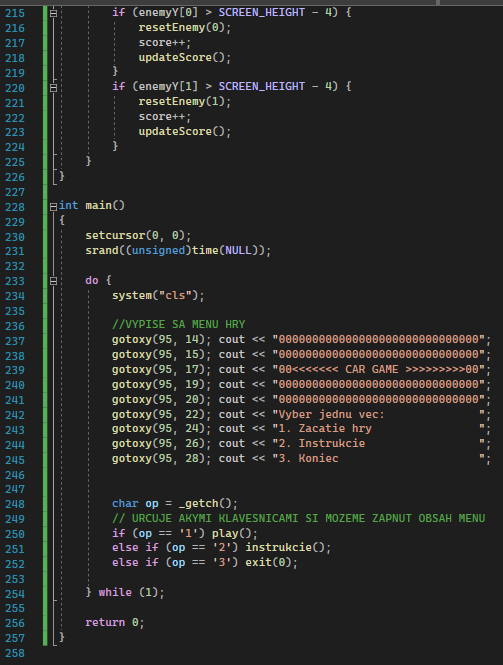 215 if (enemyY[0] > SCREEN_HEIGHT - 4) {
216 resetEnemy(0);
217 score++;
218 updateScore();
219 }
220 if (enemyY[1] > SCREEN_HEIGHT - 4) {
221 resetEnemy(1);
222 score++;
223 updateScore();
224 }
225 }
226 }
227
228 int main()
229 {
230 setcursor(0, 0);
231 srand((unsigned)time(NULL));
232
233 do {
234 system("cls");
235
236 //VYPISE SA MENU HRY
237 gotoxy(95, 14); cout << "000000000000000000000000000000";
238 gotoxy(95, 15); cout << "000000000000000000000000000000";
239 gotoxy(95, 17); cout << "00<<<<<<< CAR GAME >>>>>>>>>00";
240 gotoxy(95, 19); cout << "000000000000000000000000000000";
241 gotoxy(95, 20); cout << "000000000000000000000000000000";
242 gotoxy(95, 22); cout << "Vyber jednu vec:              ";
243 gotoxy(95, 24); cout << "1. Zacatie hry                ";
244 gotoxy(95, 26); cout << "2. Instrukcie                 ";
245 gotoxy(95, 28); cout << "3. Koniec                     ";
246
247
248 char op = _getch();
249 // URCUJE AKYMI KLAVESNICAMI SI MOZEME ZAPNUT OBSAH MENU
250 if (op == '1') play();
251 else if (op == '2') instrukcie();
252 else if (op == '3') exit(0);
253
254 } while (1);
255
256 return 0;
257 }
258